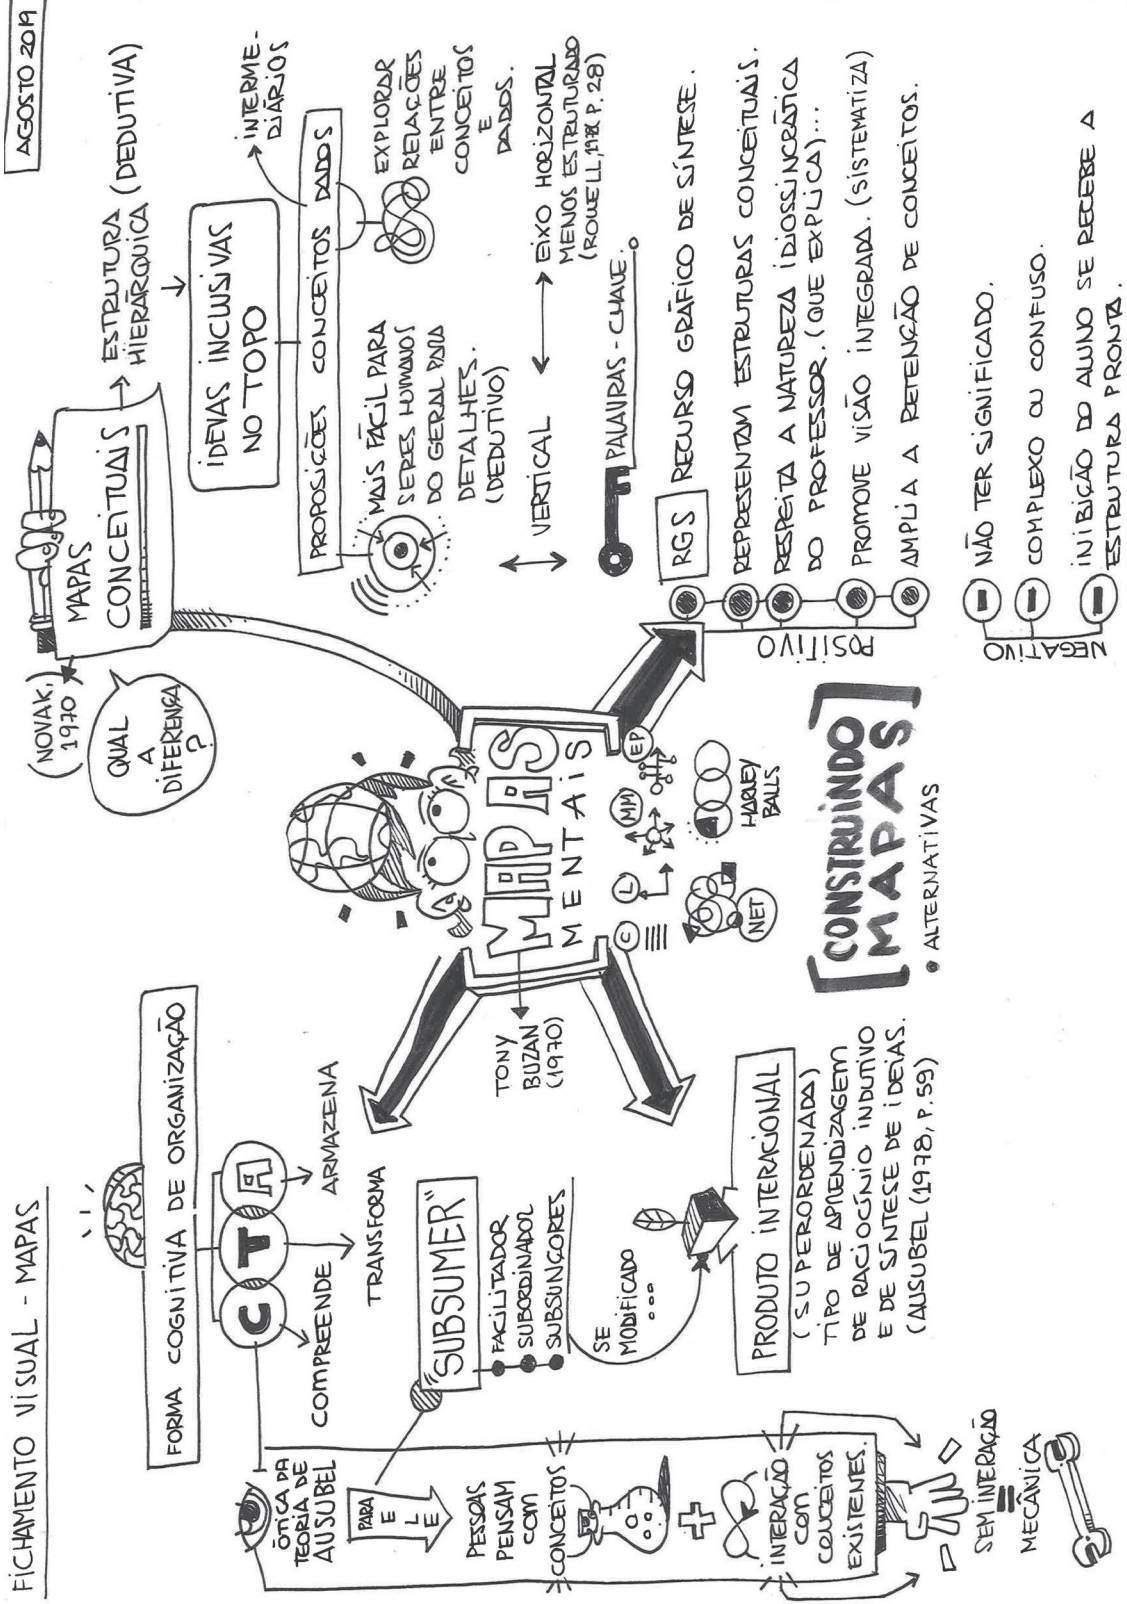 FICHAMENTO VISUAL - MAPAS
AGOSTO 2019
FORMA COGNITIVA DE ORGANIZAÇÃO
C T A
COMPREENDE
TRANSFORMA
ARMAZENA
ÓTICA DA
TEORIA DE
AUSUBEL
PARA
ELE
PESSOAS
PENSAM
COM
CONCEITOS
+
INTERAÇÃO
COM
CONCEITOS
EXISTENTES.
SEM INTERAÇÃO
=
MECÂNICA
"SUBSUMER"
FACILITADOR
SUBORDINADOR
SUBSUNÇORES
SE
MODIFICADO
...
PRODUTO INTERACIONAL
(SUPERORDENADA)
TIPO DE APRENDIZAGEM
DE RACIOCÍNIO INDUTIVO
E DE SÍNTESE DE IDEIAS.
(AUSUBEL (1978, P. 59)
TONY
BUZAN
(1970)
MAPAS
MENTAIS
C
L
MM
EP
NET
HARVEY
BALLS
[CONSTRUINDO
MAPAS]
• ALTERNATIVAS
(NOVAK,
1970
QUAL
A
DIFERENÇA
?
MAPAS
CONCEITUAIS
ESTRUTURA
HIERÁRQUICA (DEDUTIVA)
IDEIAS INCLUSIVAS
NO TOPO
PROPOSIÇÕES CONCEITOS DADOS
INTERME-
DIÁRIOS
MAIS FÁCIL PARA
SERES HUMANOS
DO GERAL PARA
DETALHES.
(DEDUTIVO)
EXPLORAR
RELAÇÕES
ENTRE
CONCEITOS
E
DADOS.
VERTICAL
EIXO HORIZONTAL
MENOS ESTRUTURADO
(ROWELL, P. 28)
PALAVRAS-CHAVE.
RGS RECURSO GRÁFICO DE SÍNTESE.
POSITIVO
REPRESENTAM ESTRUTURAS CONCEITUAIS.
RESPEITA A NATUREZA IDIOSSINCRÁTICA
DO PROFESSOR. (QUE EXPLICA)...
PROMOVE VISÃO INTEGRADA. (SISTEMATIZA)
AMPLIA A RETENÇÃO DE CONCEITOS.
NEGATIVO
NÃO TER SIGNIFICADO.
COMPLEXO OU CONFUSO.
INIBIÇÃO DO ALUNO SE RECEBE A
ESTRUTURA PRONTA.